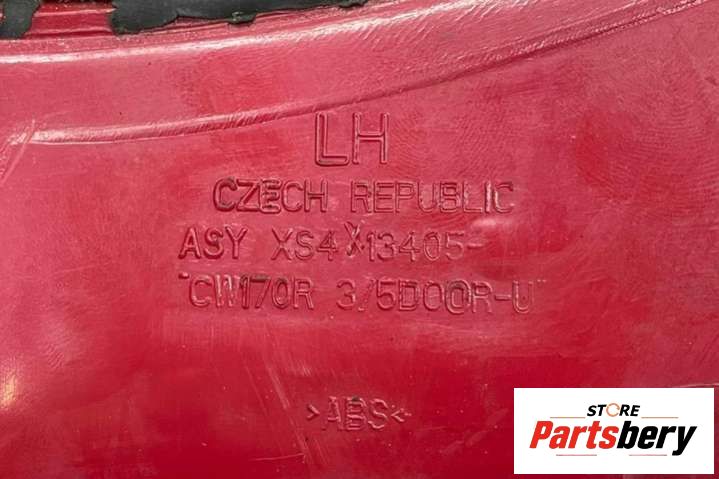 LH
CZECH REPUBLIC
ASY XS4X13405-
"CW170R 3/5DOOR-U"
>ABS<
STORE
Partsbery